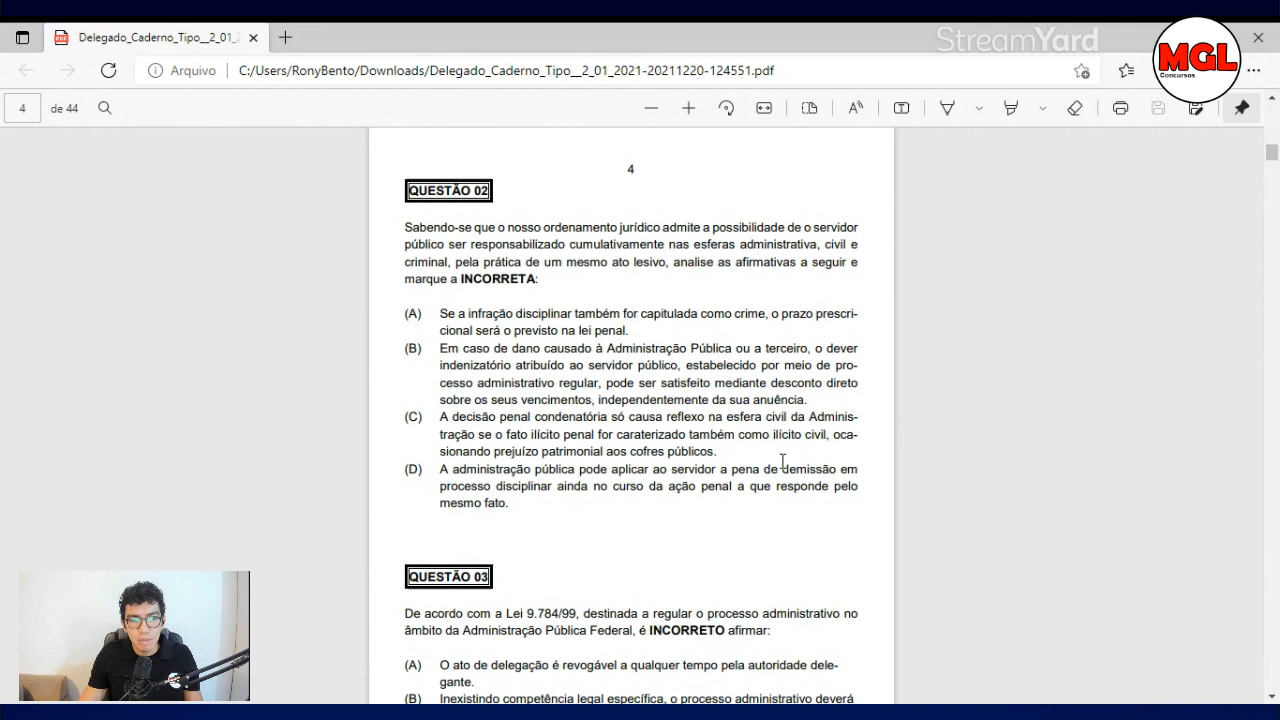 Delegado_Caderno_Tipo__2_01_2
StreamYard
MGL
Concursos
Arquivo
C:/Users/RonyBento/Downloads/Delegado_Caderno_Tipo__2_01_2021-20211220-124551.pdf
4 de 44
4
QUESTÃO 02
Sabendo-se que o nosso ordenamento jurídico admite a possibilidade de o servidor
público ser responsabilizado cumulativamente nas esferas administrativa, civil e
criminal, pela prática de um mesmo ato lesivo, analise as afirmativas a seguir e
marque a INCORRETA:
(A) Se a infração disciplinar também for capitulada como crime, o prazo prescri-
cional será o previsto na lei penal.
(B) Em caso de dano causado à Administração Pública ou a terceiro, o dever
indenizatório atribuído ao servidor público, estabelecido por meio de pro-
cesso administrativo regular, pode ser satisfeito mediante desconto direto
sobre os seus vencimentos, independentemente da sua anuência.
(C) A decisão penal condenatória só causa reflexo na esfera civil da Adminis-
tração se o fato ilícito penal for caraterizado também como ilícito civil, oca-
sionando prejuízo patrimonial aos cofres públicos.
(D) A administração pública pode aplicar ao servidor a pena de demissão em
processo disciplinar ainda no curso da ação penal a que responde pelo
mesmo fato.
QUESTÃO 03
De acordo com a Lei 9.784/99, destinada a regular o processo administrativo no
âmbito da Administração Pública Federal, é INCORRETO afirmar:
(A) O ato de delegação é revogável a qualquer tempo pela autoridade dele-
gante.
(B) Inexistindo competência legal específica, o processo administrativo deverá